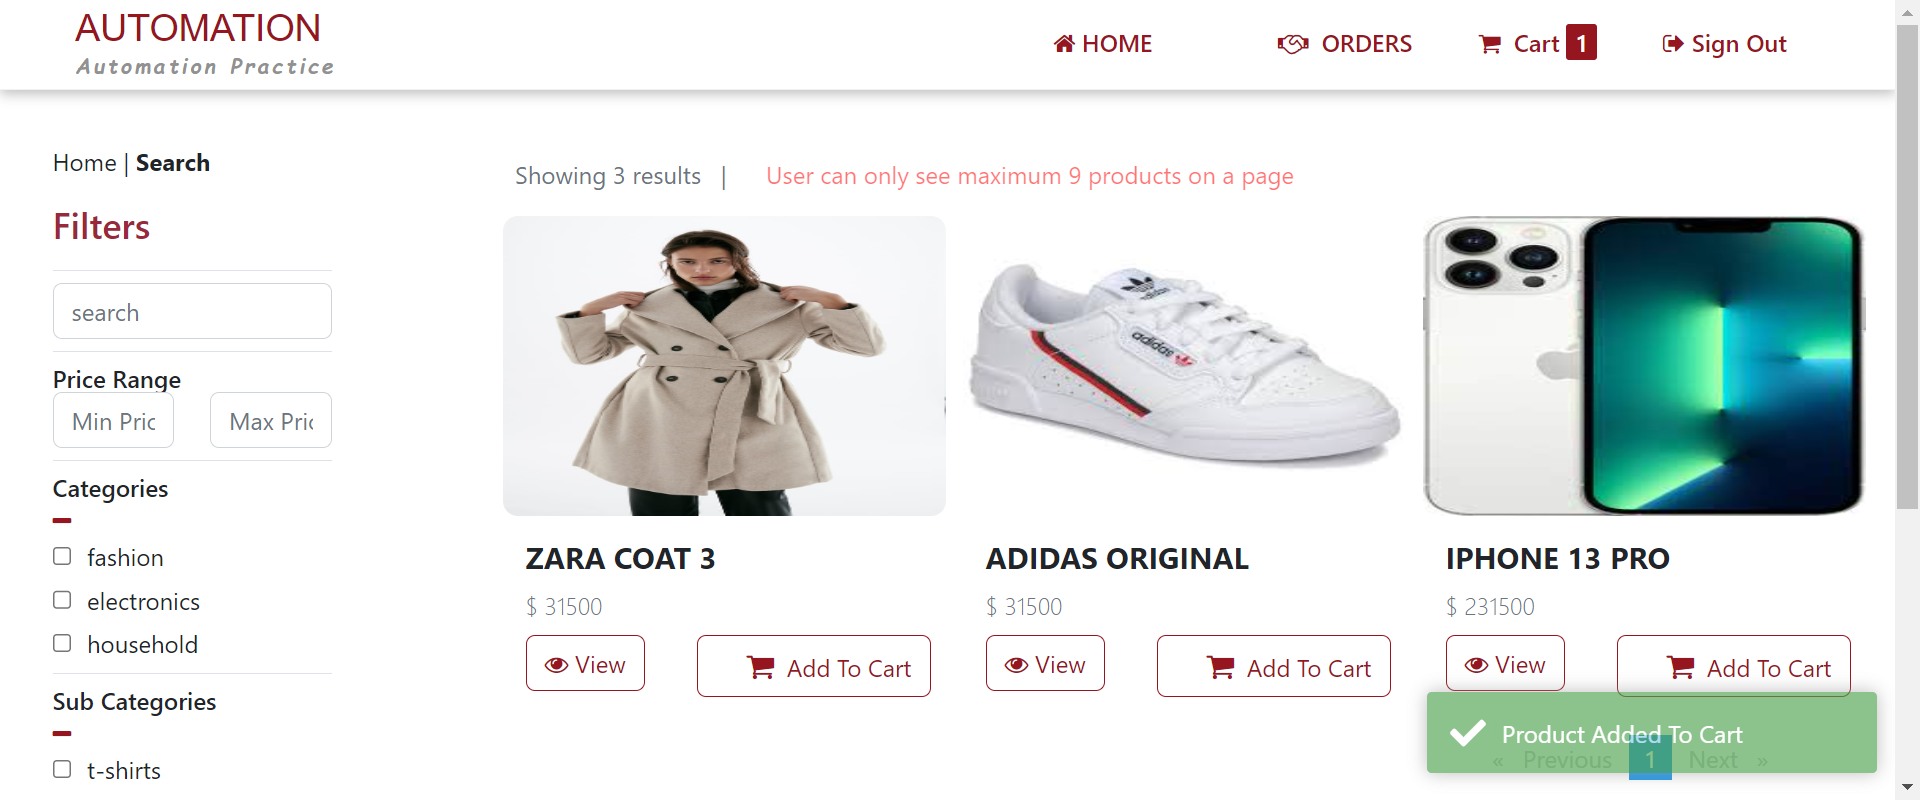 AUTOMATION
Automation Practice
HOME
ORDERS
Cart 1
Sign Out
Home | Search
Filters
search
Price Range
Min Pric
Max Pric
Categories
fashion
electronics
household
Sub Categories
t-shirts
Showing 3 results |
User can only see maximum 9 products on a page
adidas
adidas
ZARA COAT 3
$ 31500
View
Add To Cart
ADIDAS ORIGINAL
$ 31500
View
Add To Cart
IPHONE 13 PRO
$ 231500
View
Add To Cart
Product Added To Cart
« Previous 1 Next »